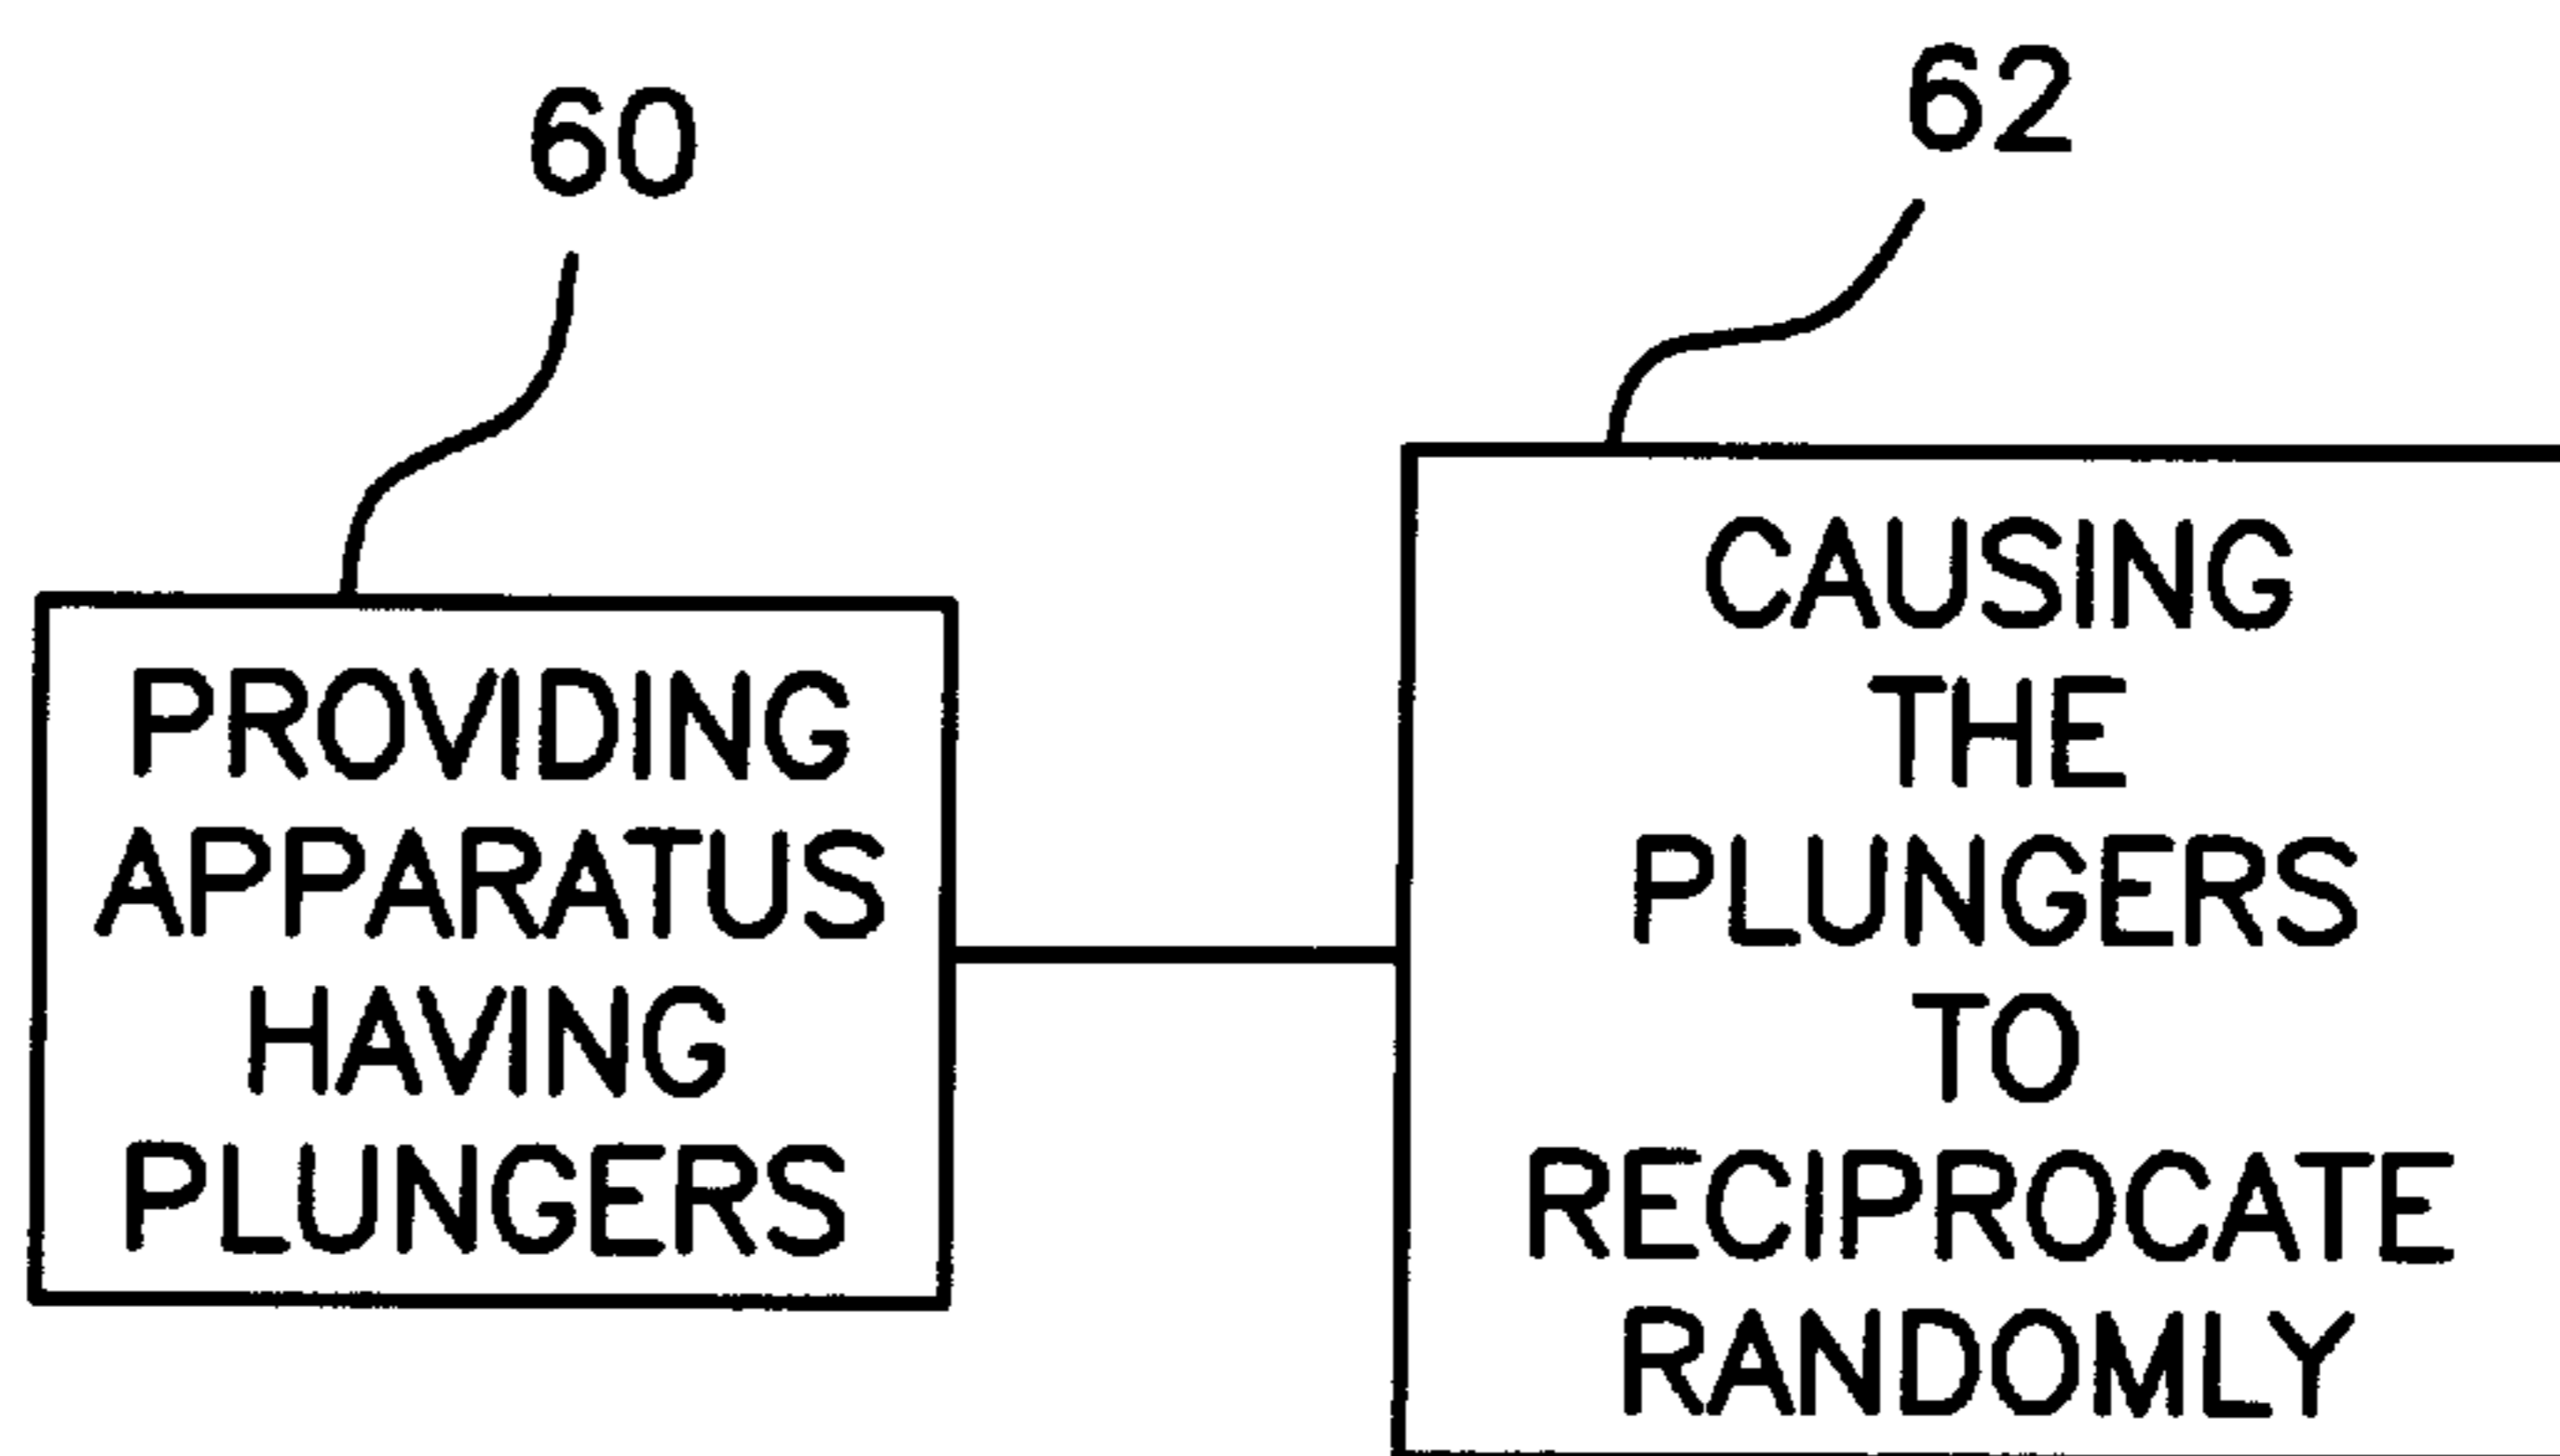 60
PROVIDING
APPARATUS
HAVING
PLUNGERS
62
CAUSING
THE
PLUNGERS
TO
RECIPROCATE
RANDOMLY